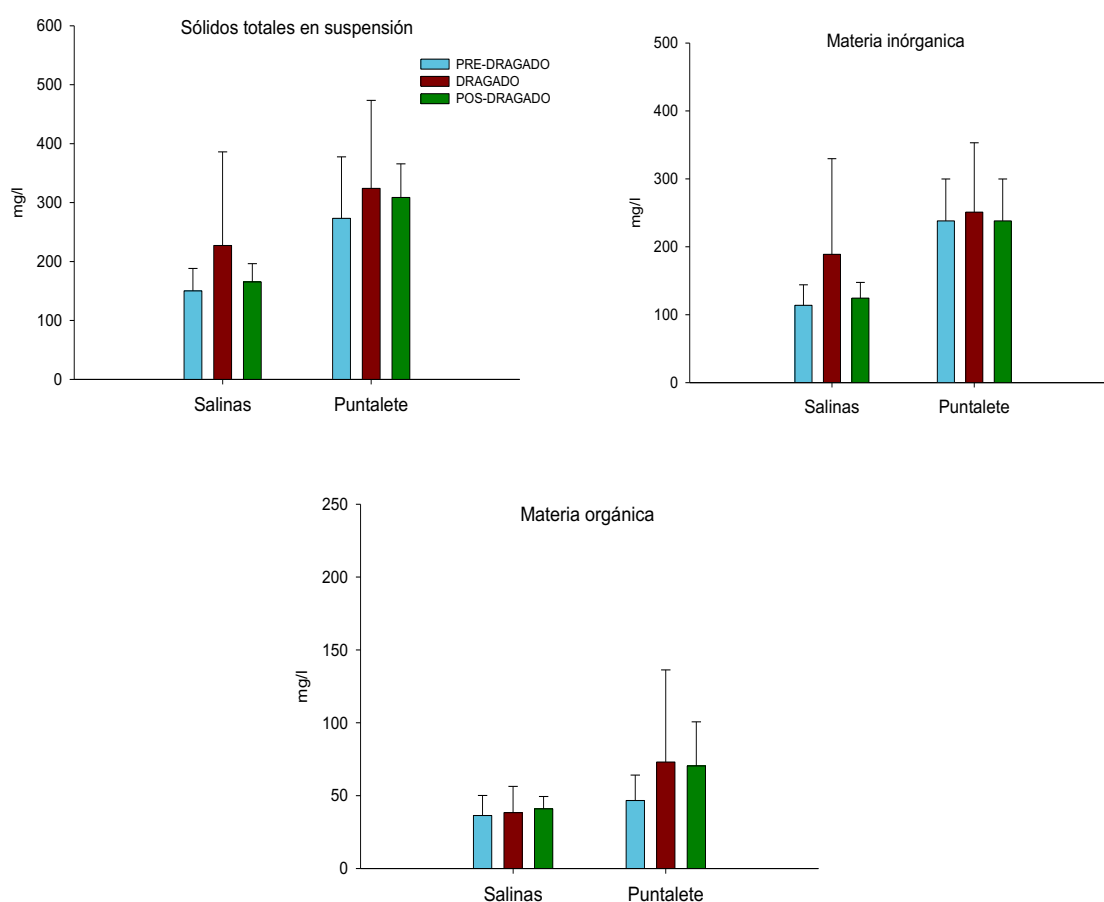 Sólidos totales en suspensión
600
500
400
300
200
100
0
mg/l
PRE-DRAGADO
DRAGADO
POS-DRAGADO
Salinas Puntalete
Materia inórganica
500
400
300
200
100
0
mg/l
Salinas Puntalete
Materia orgánica
250
200
150
100
50
0
mg/l
Salinas Puntalete